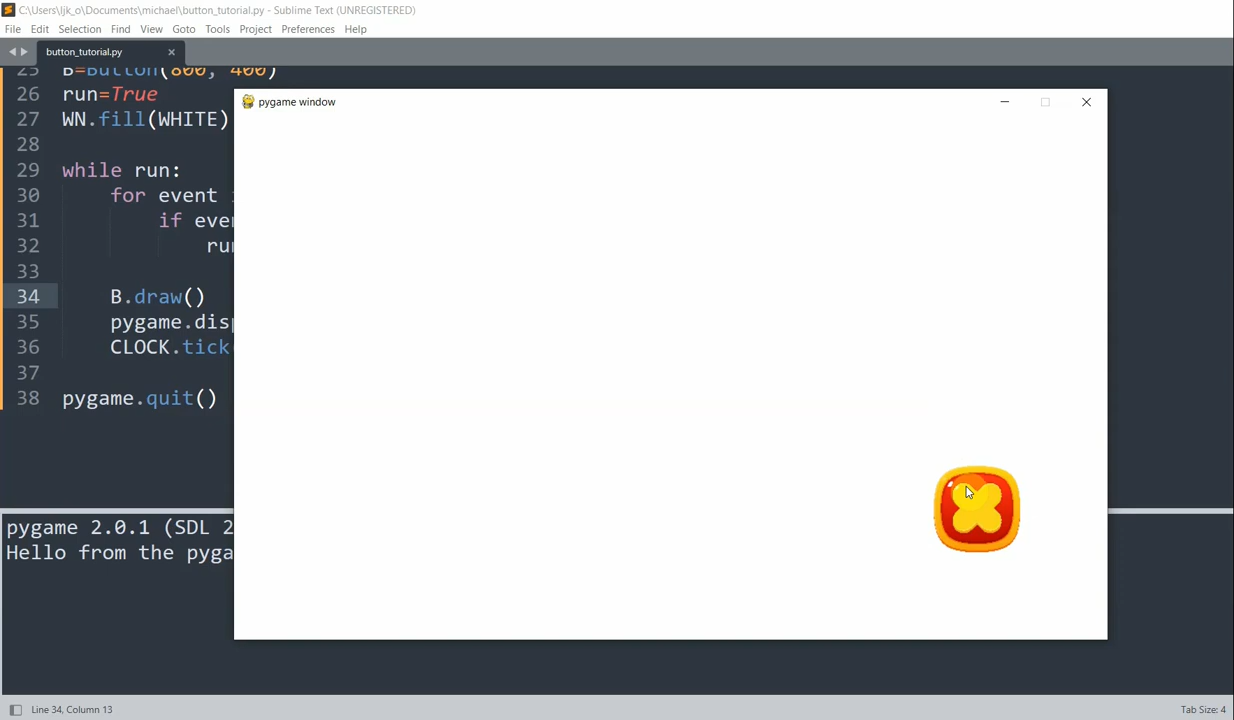 C:\Users\ljk_o\Documents\michael\button_tutorial.py - Sublime Text (UNREGISTERED)
File Edit Selection Find View Goto Tools Project Preferences Help
button_tutorial.py
25 B=Button(800, 400)
26 run=True
27 WN.fill(WHITE)
28
29 while run:
30 for event
31 if eve
32 ru
33
34 B.draw()
35 pygame.dis
36 CLOCK.tick
37
38 pygame.quit()
pygame window
pygame 2.0.1 (SDL 2
Hello from the pyga
Line 34, Column 13
Tab Size: 4